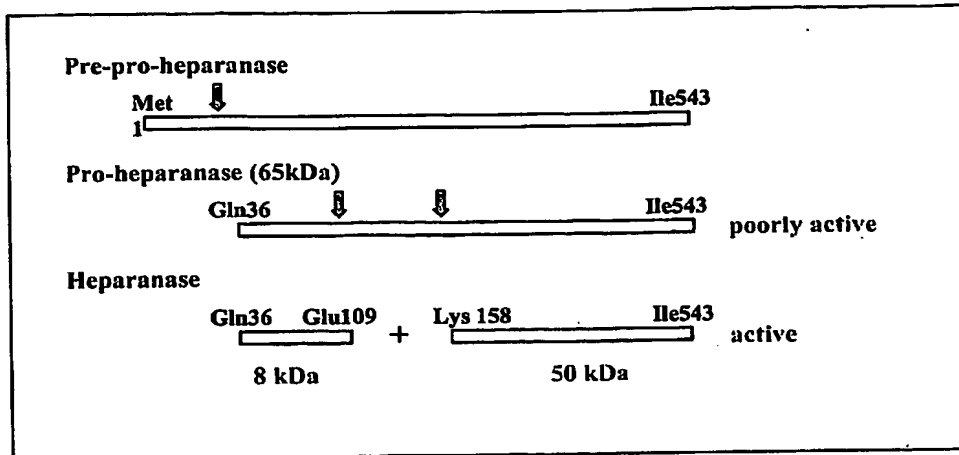 Pre-pro-heparanase
Met Ile543
1
Pro-heparanase (65kDa)
Gln36 Ile543
poorly active
Heparanase
Gln36 Glu109 + Lys 158 Ile543
active
8 kDa 50 kDa